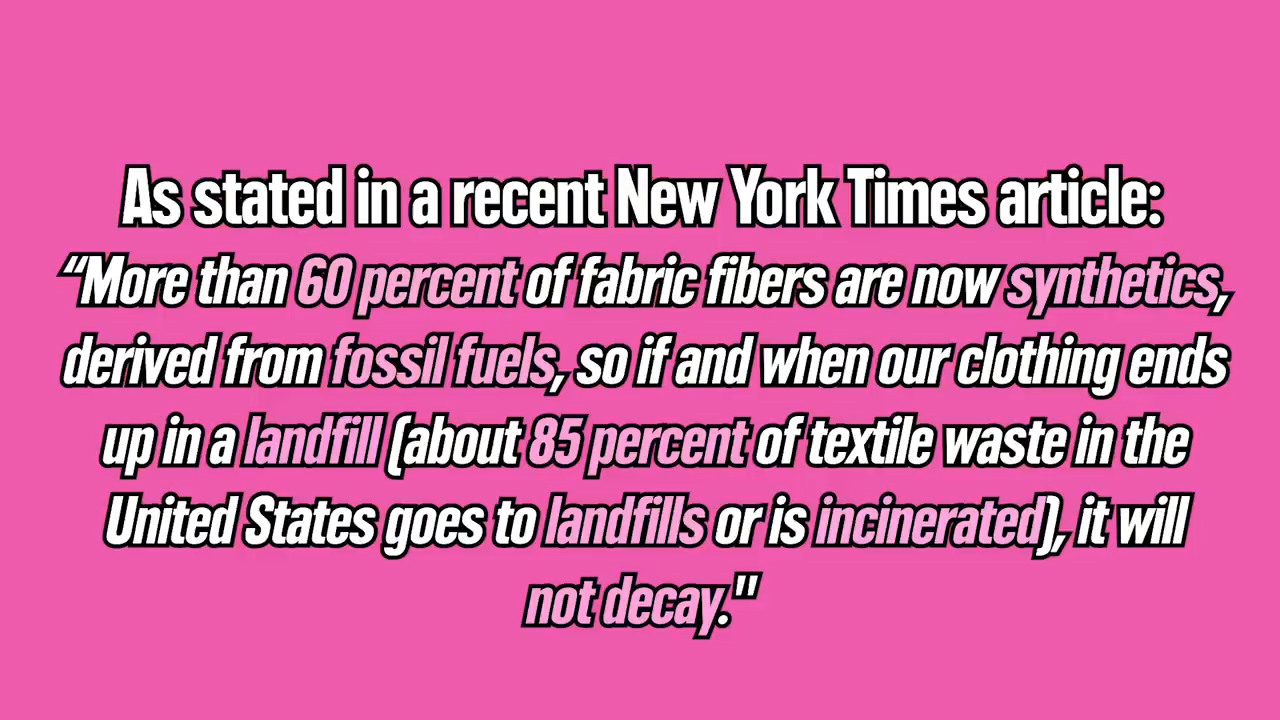 As stated in a recent New York Times article:
“More than 60 percent of fabric fibers are now synthetics,
derived from fossil fuels, so if and when our clothing ends
up in a landfill (about 85 percent of textile waste in the
United States goes to landfills or is incinerated), it will
not decay."